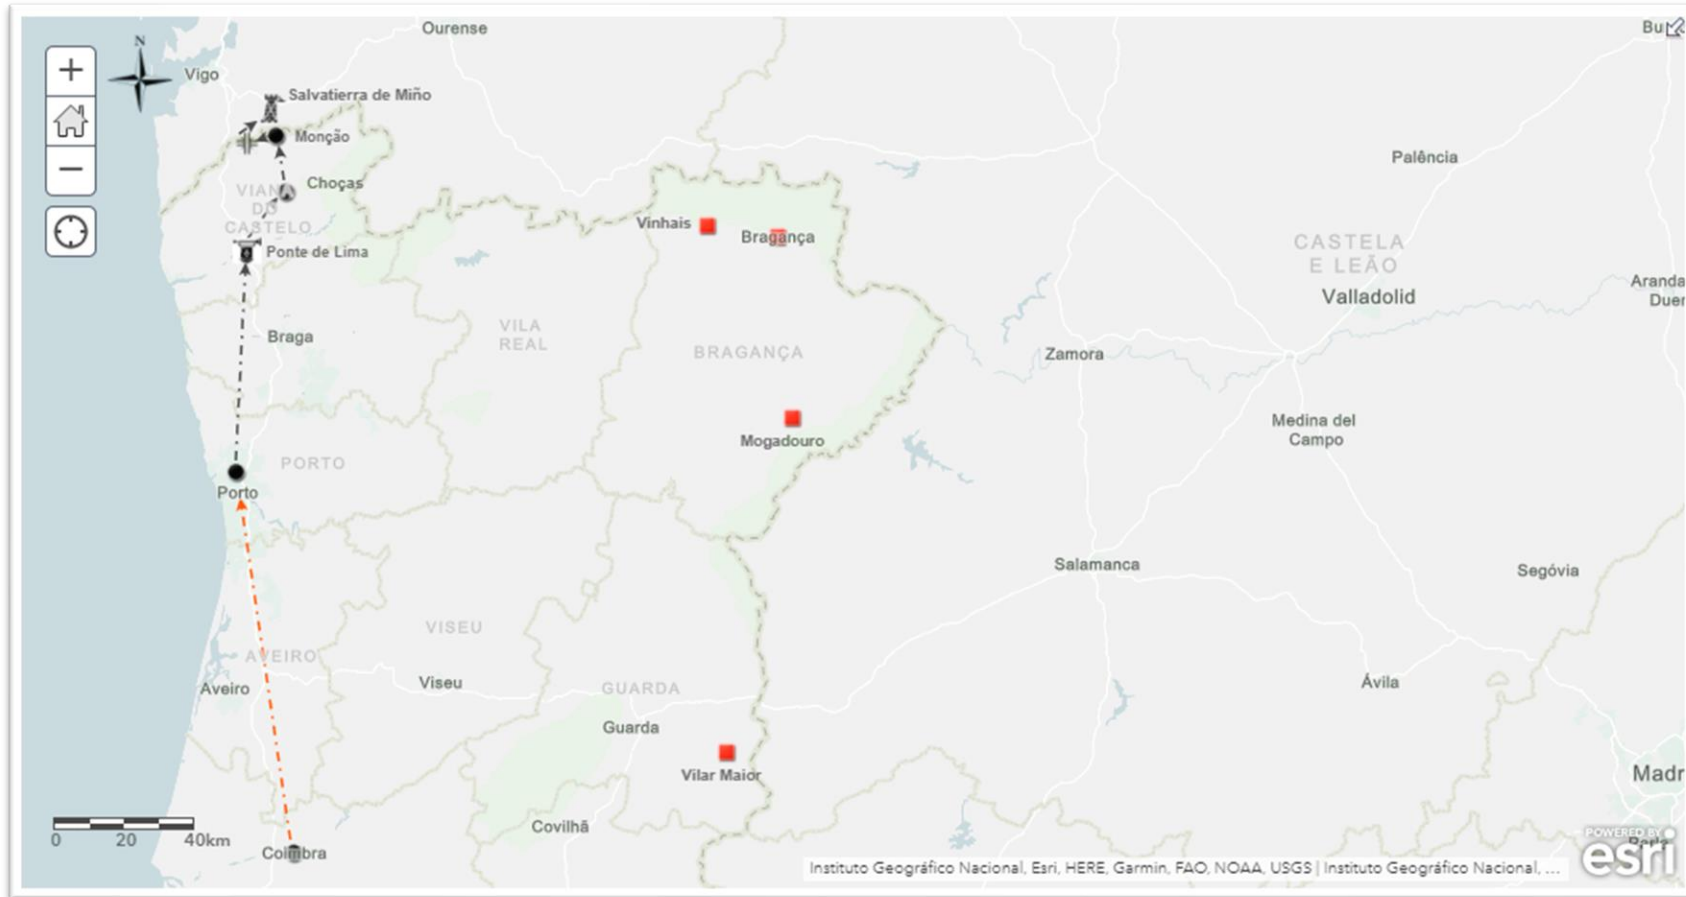 Ourense
Bu
N
Vigo
+
Salvatierra de Miño
Monção
Palência
−
Choças
VIANA
DO
CASTELO
Vinhais
Bragança
CASTELA
E LEÃO
Ponte de Lima
Aranda
Duer
Valladolid
VILA
REAL
Braga
BRAGANÇA
Zamora
Medina del
Campo
Mogadouro
PORTO
Porto
Salamanca
Segóvia
VISEU
AVEIRO
Viseu
Ávila
Aveiro
GUARDA
Guarda
Vilar Maior
Madr
0 20 40km
Covilhã
Coimbra
POWERED BY
esri
Instituto Geográfico Nacional, Esri, HERE, Garmin, FAO, NOAA, USGS | Instituto Geográfico Nacional, ...